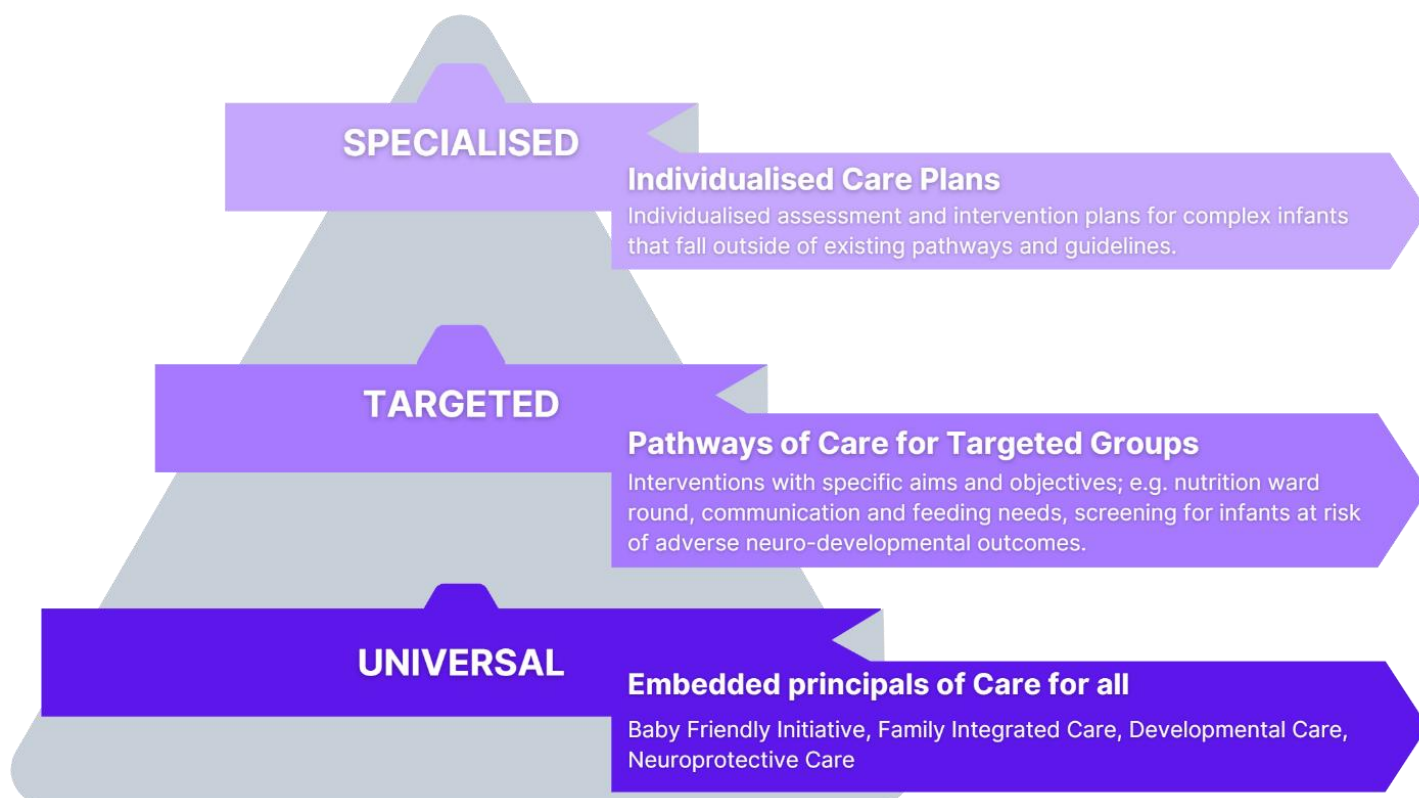 SPECIALISED
Individualised Care Plans
Individualised assessment and intervention plans for complex infants
that fall outside of existing pathways and guidelines.
TARGETED
Pathways of Care for Targeted Groups
Interventions with specific aims and objectives; e.g. nutrition ward
round, communication and feeding needs, screening for infants at risk
of adverse neuro-developmental outcomes.
UNIVERSAL
Embedded principals of Care for all
Baby Friendly Initiative, Family Integrated Care, Developmental Care,
Neuroprotective Care